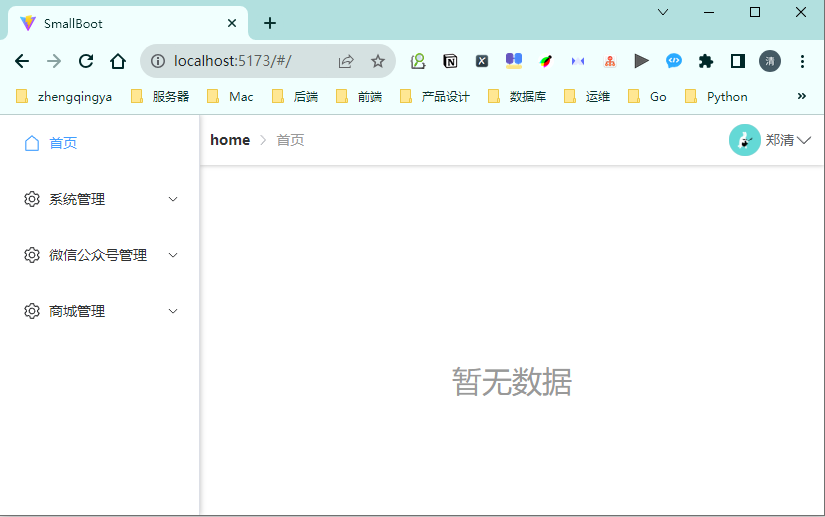 SmallBoot
localhost:5173/#/
清
zhengqingya 服务器 Mac 后端 前端 产品设计 数据库 运维 Go Python »
首页
home 首页
郑清
系统管理
微信公众号管理
商城管理
暂无数据